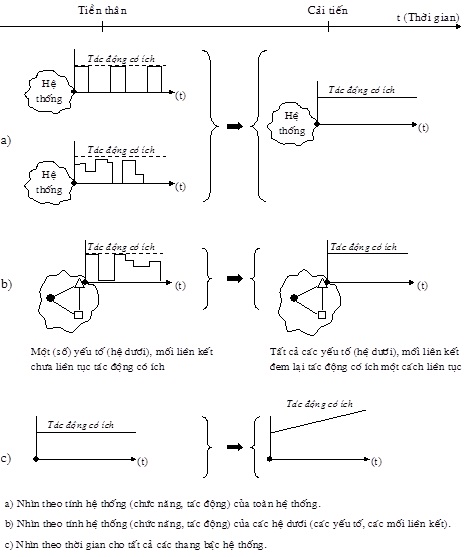 Tiền thân
Cải tiến
t (Thời gian)
Tác động có ích
Hệ
thống
(t)
Tác động có ích
Hệ
thống
(t)
a)
Tác động có ích
Hệ
thống
(t)
Tác động có ích
(t)
b)
Tác động có ích
(t)
Một (số) yếu tố (hệ dưới), mối liên kết
chưa liên tục tác động có ích
Tất cả các yếu tố (hệ dưới), mối liên kết
đem lại tác động có ích một cách liên tục
Tác động có ích
(t)
c)
Tác động có ích
(t)
a) Nhìn theo tính hệ thống (chức năng, tác động) của toàn hệ thống.
b) Nhìn theo tính hệ thống (chức năng, tác động) của các hệ dưới (các yếu tố, các mối liên kết).
c) Nhìn theo thời gian cho tất cả các thang bậc hệ thống.